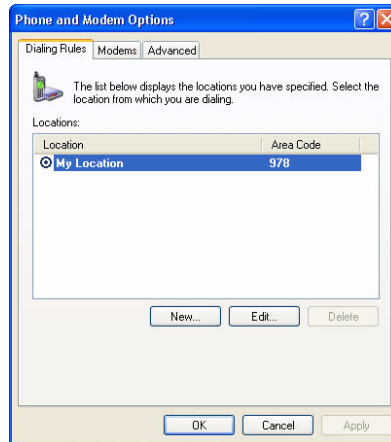 Phone and Modem Options
Dialing Rules Modems Advanced
The list below displays the locations you have specified. Select the
location from which you are dialing.
Locations:
Location Area Code
My Location 978
New... Edit... Delete
OK Cancel Apply